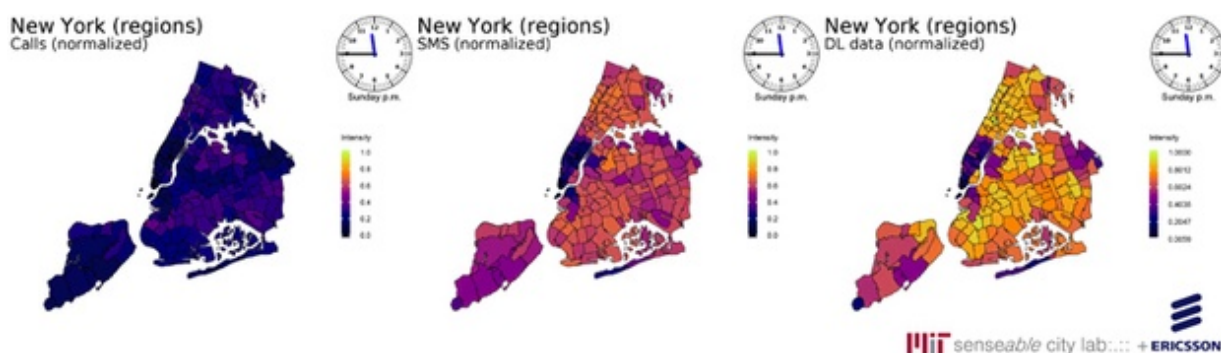 New York (regions)
Calls (normalized)
Sunday p.m.
Intensity
1.0
0.8
0.6
0.4
0.2
0.0
New York (regions)
SMS (normalized)
Sunday p.m.
Intensity
1.0
0.8
0.6
0.4
0.2
0.0
New York (regions)
DL data (normalized)
Sunday p.m.
Intensity
MIT senseable city lab:.:: + ERICSSON